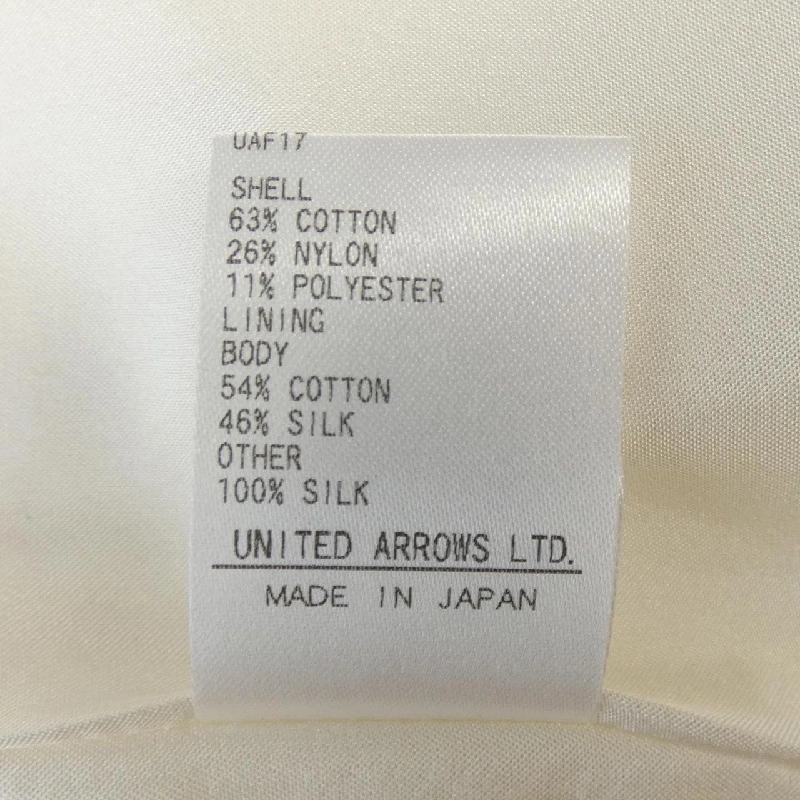 UAF17
SHELL
63% COTTON
26% NYLON
11% POLYESTER
LINING
BODY
54% COTTON
46% SILK
OTHER
100% SILK
UNITED ARROWS LTD.
MADE IN JAPAN